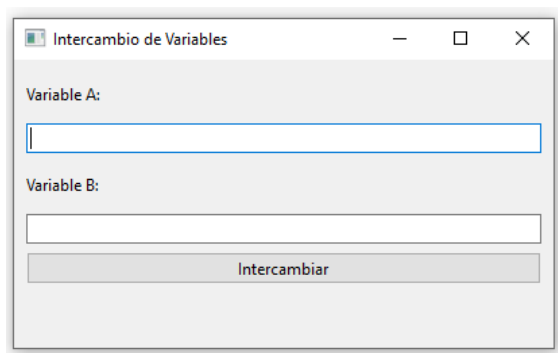 Intercambio de Variables
Variable A:
Variable B:
Intercambiar